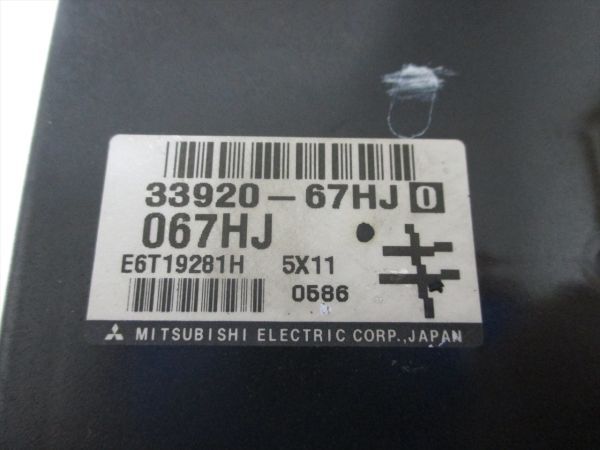 33920-67HJ 0
067HJ
E6T19281H 5X11
0586
MITSUBISHI ELECTRIC CORP.,JAPAN